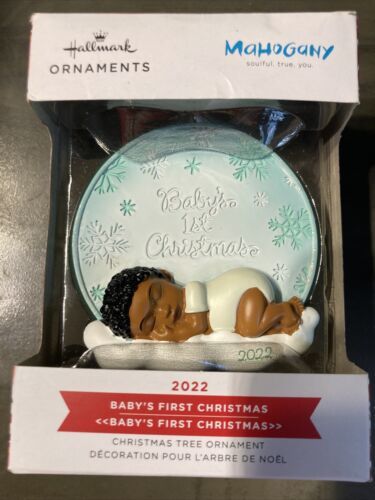 Hallmark
ORNAMENTS
MaHOGaNY
soulful. true. you.
Baby's
1st
Christmas
2022
2022
BABY'S FIRST CHRISTMAS
<<BABY'S FIRST CHRISTMAS>>
CHRISTMAS TREE ORNAMENT
DÉCORATION POUR L'ARBRE DE NOËL